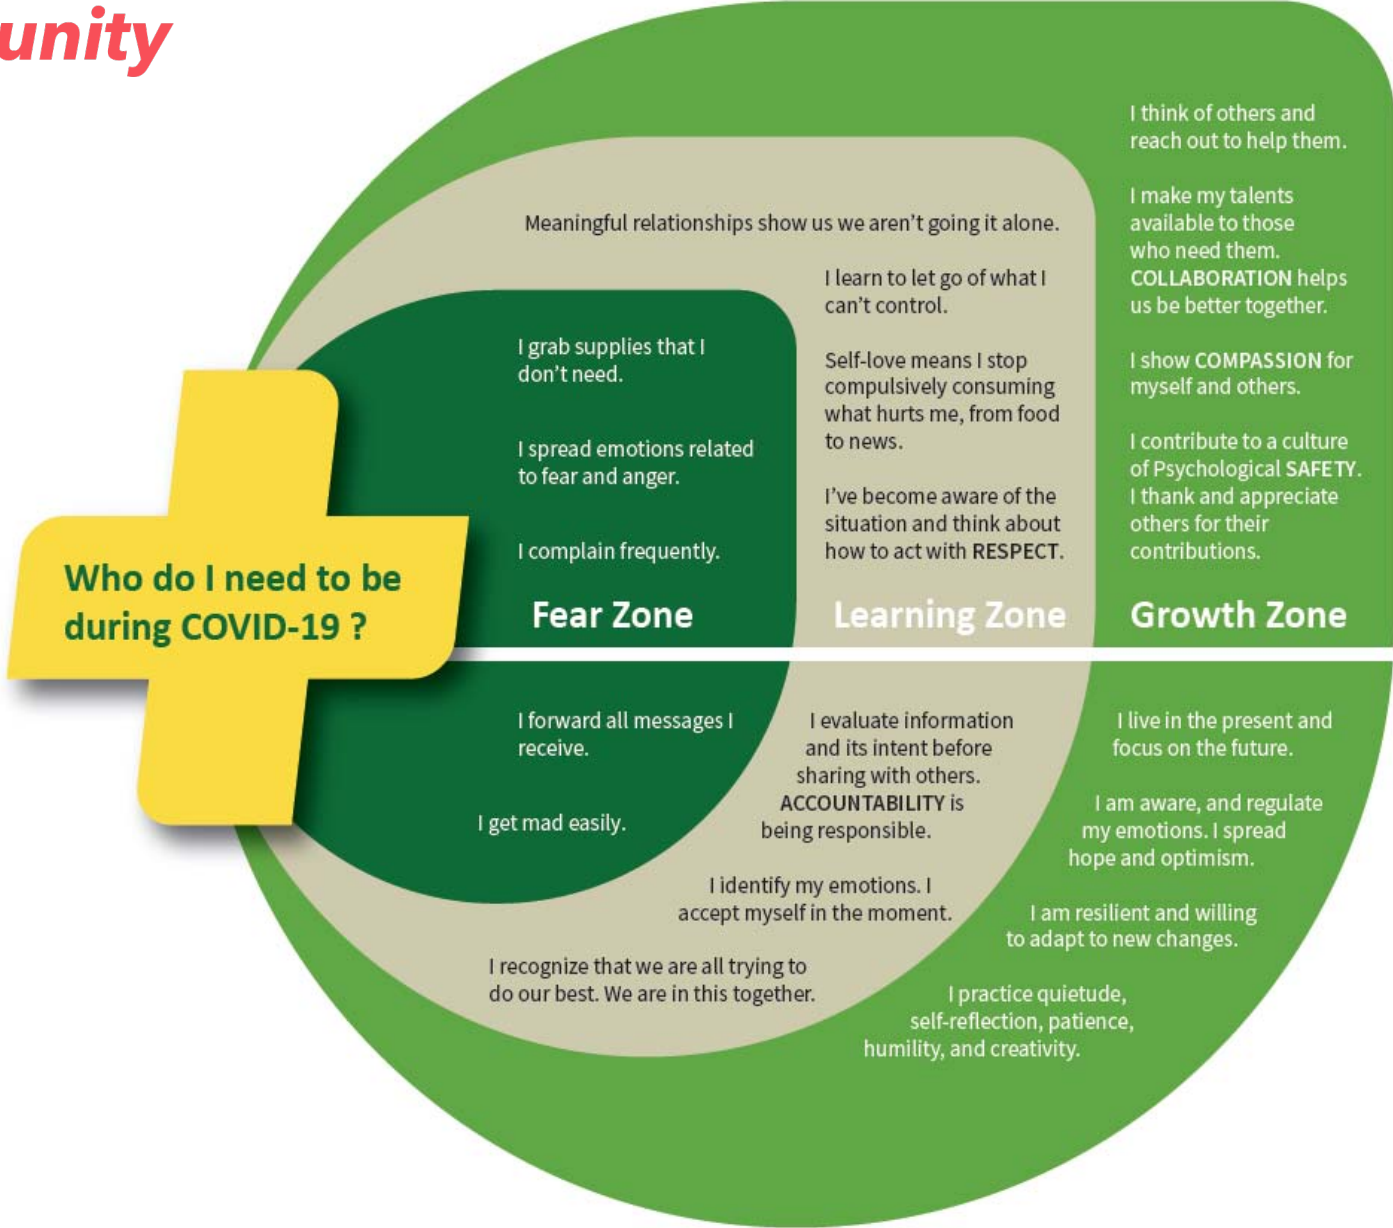 unity
Who do I need to be
during COVID-19 ?
I grab supplies that I
don't need.
I spread emotions related
to fear and anger.
I complain frequently.
Fear Zone
I forward all messages I
receive.
I get mad easily.
Meaningful relationships show us we aren't going it alone.
I learn to let go of what I
can't control.
Self-love means I stop
compulsively consuming
what hurts me, from food
to news.
I've become aware of the
situation and think about
how to act with RESPECT.
Learning Zone
I evaluate information
and its intent before
sharing with others.
ACCOUNTABILITY is
being responsible.
I identify my emotions. I
accept myself in the moment.
I recognize that we are all trying to
do our best. We are in this together.
I think of others and
reach out to help them.
I make my talents
available to those
who need them.
COLLABORATION helps
us be better together.
I show COMPASSION for
myself and others.
I contribute to a culture
of Psychological SAFETY.
I thank and appreciate
others for their
contributions.
Growth Zone
I live in the present and
focus on the future.
I am aware, and regulate
my emotions. I spread
hope and optimism.
I am resilient and willing
to adapt to new changes.
I practice quietude,
self-reflection, patience,
humility, and creativity.